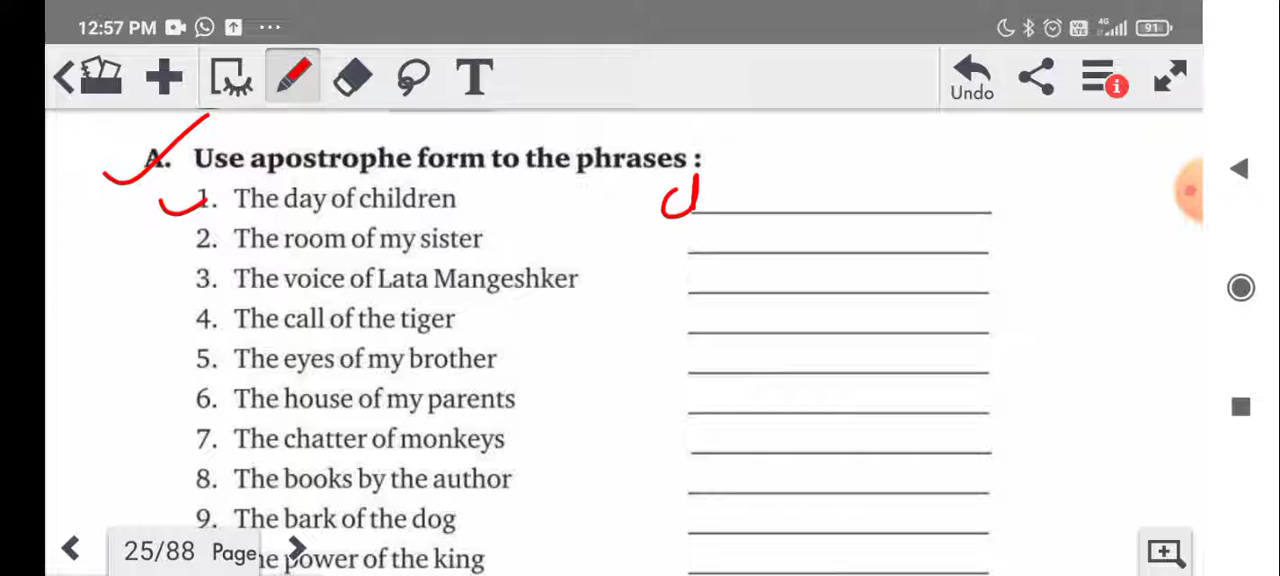 12:57 PM
4G
91
T
Undo
A. Use apostrophe form to the phrases :
1. The day of children
2. The room of my sister
3. The voice of Lata Mangeshker
4. The call of the tiger
5. The eyes of my brother
6. The house of my parents
7. The chatter of monkeys
8. The books by the author
9. The bark of the dog
he power of the king
25/88 Page